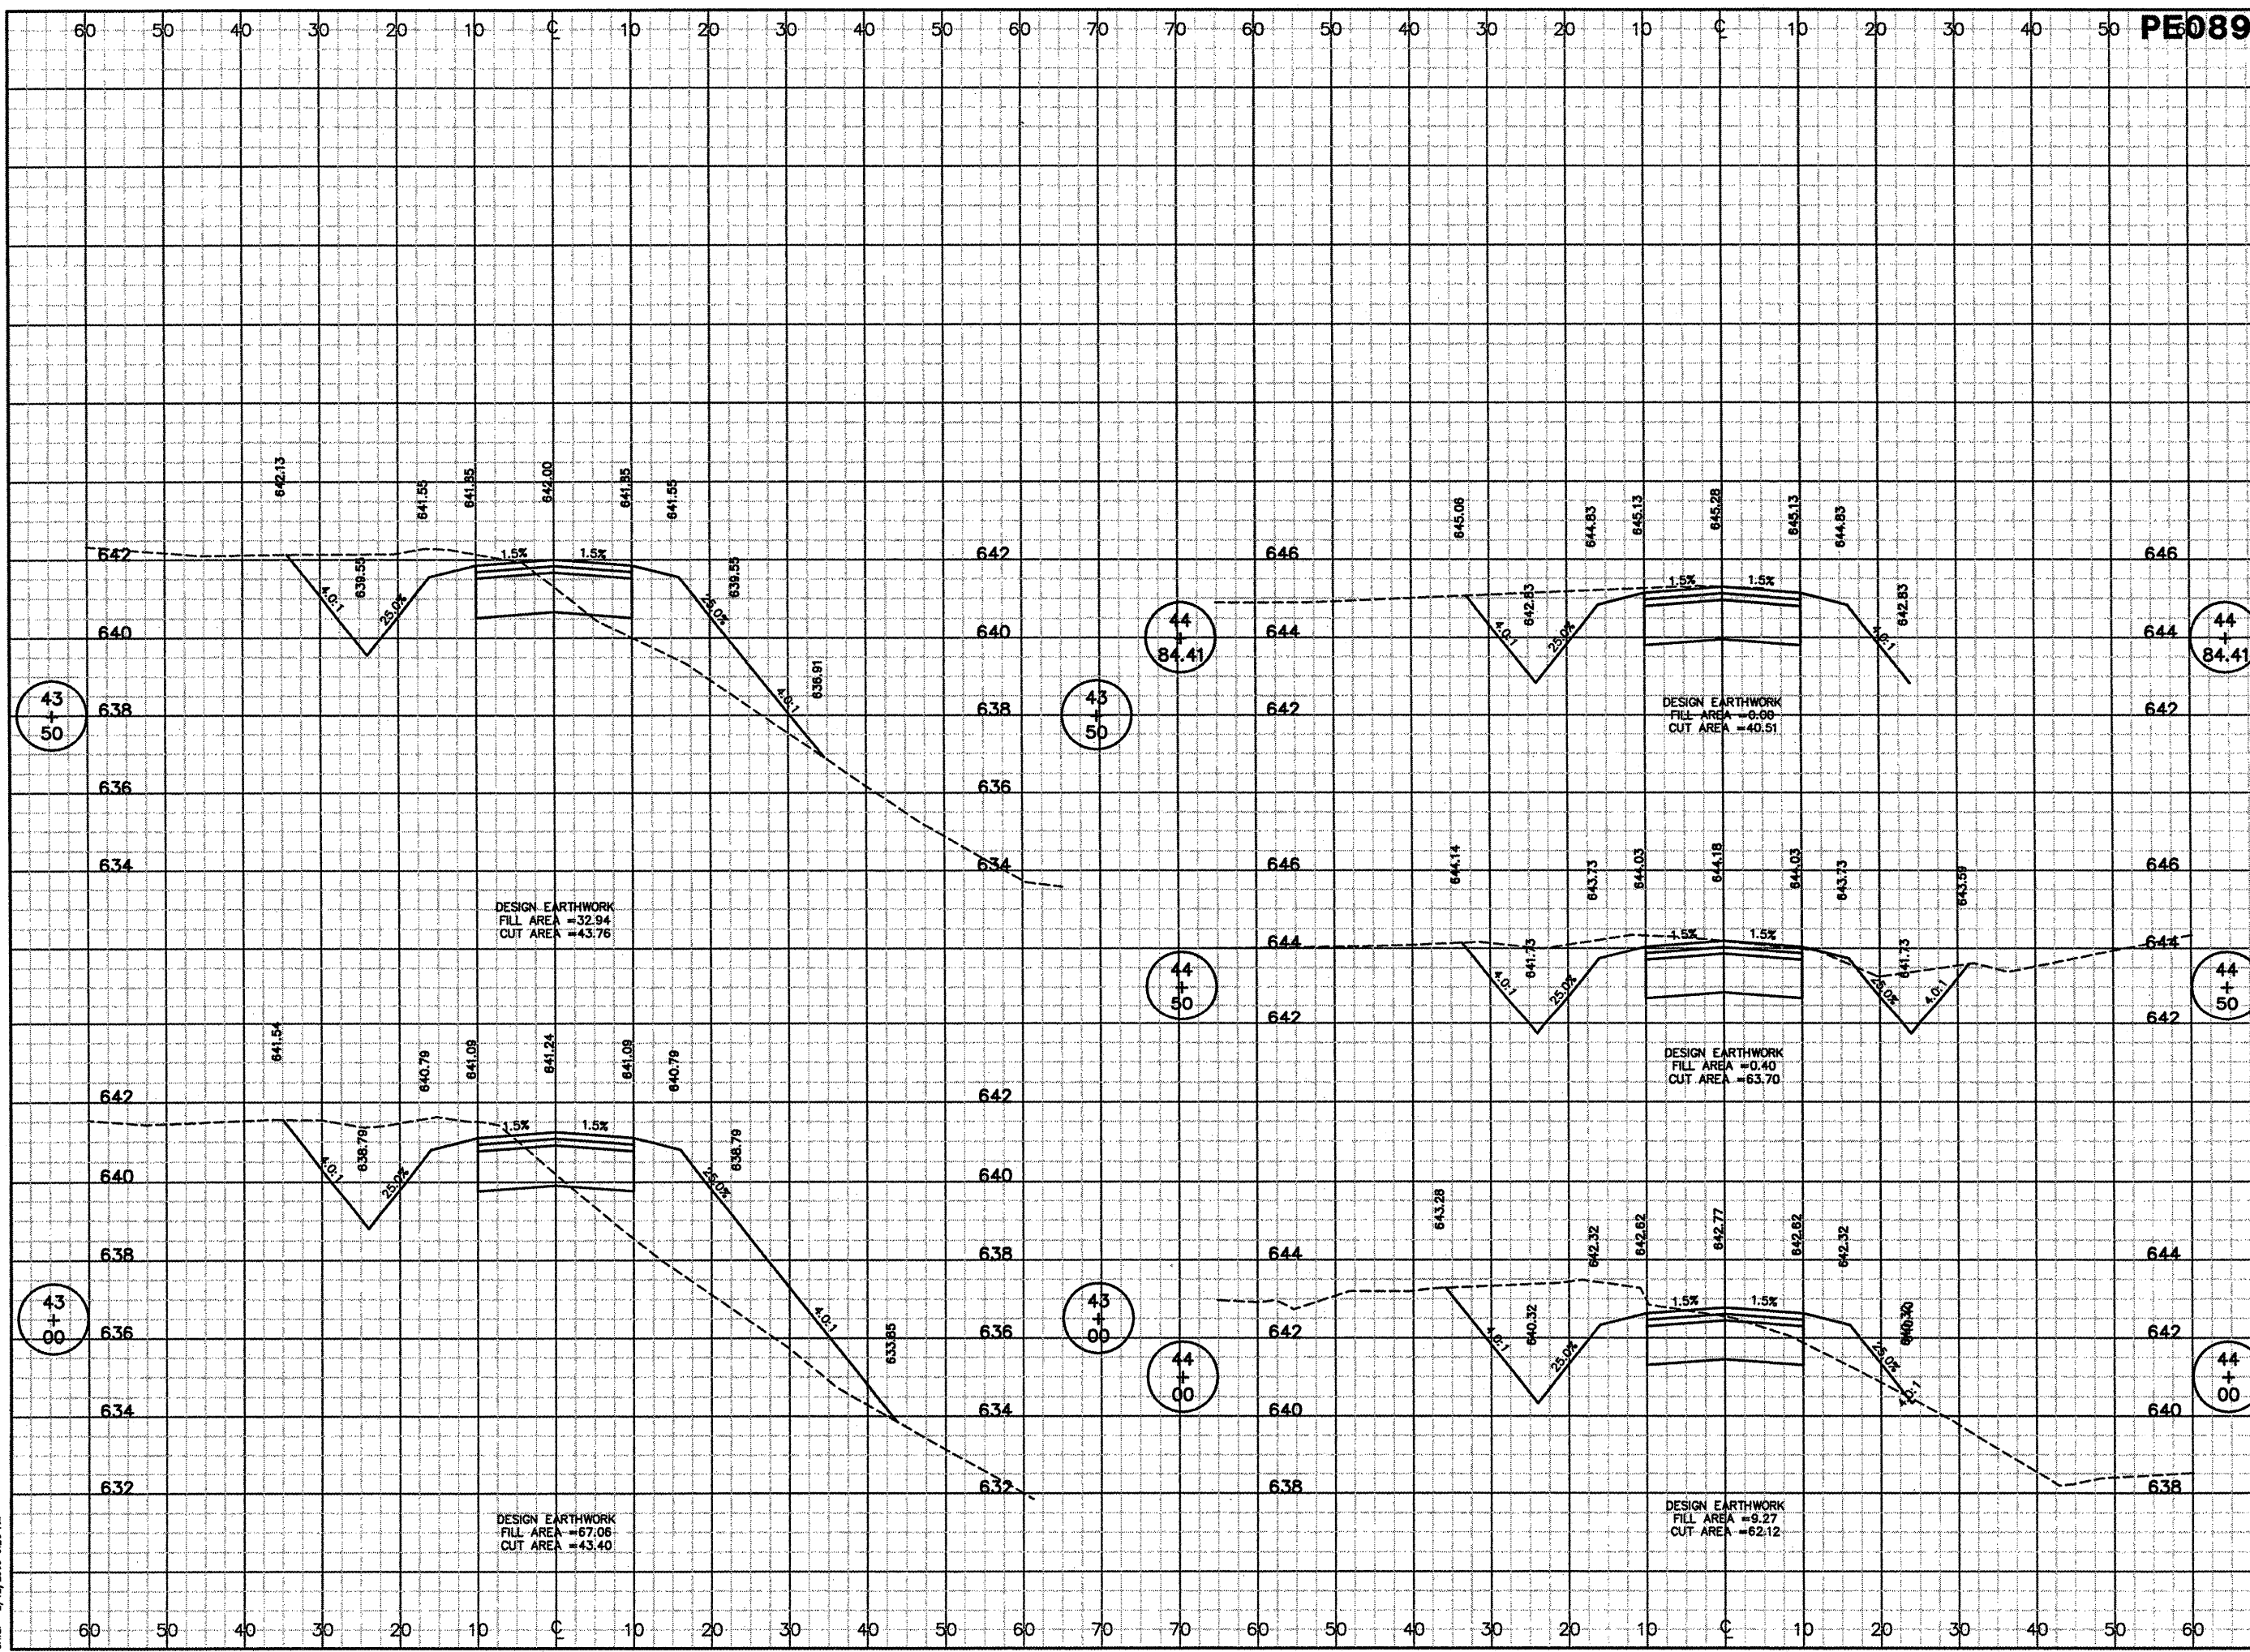 60 50 40 30 20 10 ℄ 10 20 30 40 50 60 70 70 60 50 40 30 20 10 ℄ 10 20 30 40 50 60
PE089
642.13 641.55 641.85 642.00 641.85 641.55
642 639.55 1.5% 1.5% 639.55 642
4.0:1 25.0% 25.0%
640 640
636.91
4.0:1
43 + 50 638 638 43 + 50
636 636
634 634
DESIGN EARTHWORK
FILL AREA =32.94
CUT AREA =43.76
641.54 640.79 641.09 641.24 641.09 640.79
642 642
638.79 1.5% 1.5% 638.79
4.0:1 25.0% 25.0%
640 640
638 638
43 + 00 636 4.0:1 633.65 636 43 + 00
634 634
632 632
DESIGN EARTHWORK
FILL AREA =67.06
CUT AREA =43.40
645.06 644.83 645.13 645.28 645.13 644.83
646 646
642.83 1.5% 1.5% 642.83
44 + 84.41 644 4.0:1 25.0% 4.0:1 644 44 + 84.41
642 642
DESIGN EARTHWORK
FILL AREA =0.00
CUT AREA =40.51
644.14 643.73 644.03 644.18 644.03 643.73 643.59
646 646
644 641.73 1.5% 1.5% 641.73 644
44 + 50 4.0:1 25.0% 25.0% 4.0:1 44 + 50
642 642
DESIGN EARTHWORK
FILL AREA =0.40
CUT AREA =63.70
643.28 642.32 642.62 642.77 642.62 642.32
644 644
640.32 1.5% 1.5%
642 4.0:1 25.0% 25.0% 642
44 + 00 4.0:1 44 + 00
640 640
638 638
DESIGN EARTHWORK
FILL AREA =9.27
CUT AREA =62.12
60 50 40 30 20 10 ℄ 10 20 30 40 50 60 70 70 60 50 40 30 20 10 ℄ 10 20 30 40 50 60